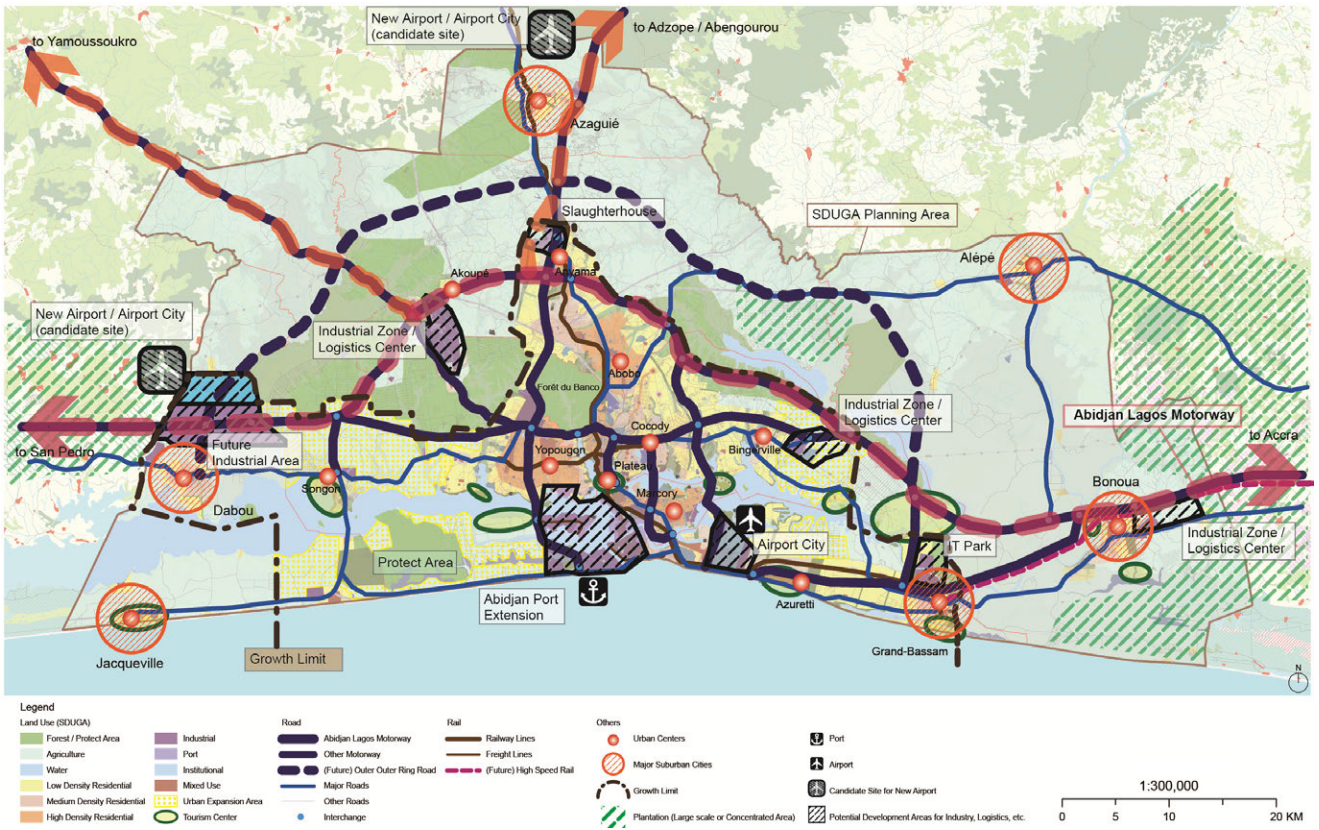 New Airport / Airport City
(candidate site)
to Adzope / Abengourou
to Yamoussoukro
Azaguié
Slaughterhouse
SDUGA Planning Area
Alépé
Akoupé
Anyama
New Airport / Airport City
(candidate site)
Industrial Zone /
Logistics Center
Abobo
Forêt du Banco
Industrial Zone /
Logistics Center
Abidjan Lagos Motorway
to Accra
Cocody
Bingerville
to San Pedro
Future
Industrial Area
Yopougon
Plateau
Songon
Dabou
Marcory
Bonoua
Airport City
IT Park
Industrial Zone /
Logistics Center
Protect Area
Abidjan Port
Extension
Azuretti
Jacqueville
Growth Limit
Grand-Bassam
N
Legend
Land Use (SDUGA)
Forest / Protect Area
Agriculture
Water
Low Density Residential
Medium Density Residential
High Density Residential
Industrial
Port
Institutional
Mixed Use
Urban Expansion Area
Tourism Center
Road
Abidjan Lagos Motorway
Other Motorway
(Future) Outer Outer Ring Road
Major Roads
Other Roads
Interchange
Rail
Railway Lines
Freight Lines
(Future) High Speed Rail
Others
Urban Centers
Major Suburban Cities
Growth Limit
Plantation (Large scale or Concentrated Area)
Port
Airport
Candidate Site for New Airport
Potential Development Areas for Industry, Logistics, etc.
1:300,000
0 5 10 20 KM